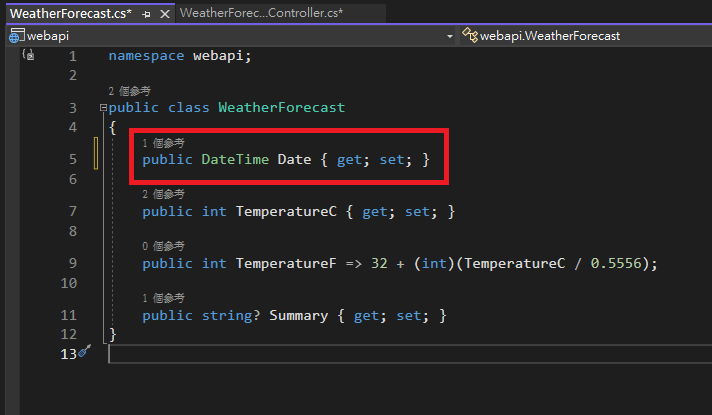 WeatherForecast.cs* WeatherForec...Controller.cs*
webapi webapi.WeatherForecast
1 namespace webapi;
2
2 個參考
3 public class WeatherForecast
4 {
1 個參考
5 public DateTime Date { get; set; }
6
2 個參考
7 public int TemperatureC { get; set; }
8
0 個參考
9 public int TemperatureF => 32 + (int)(TemperatureC / 0.5556);
10
1 個參考
11 public string? Summary { get; set; }
12 }
13